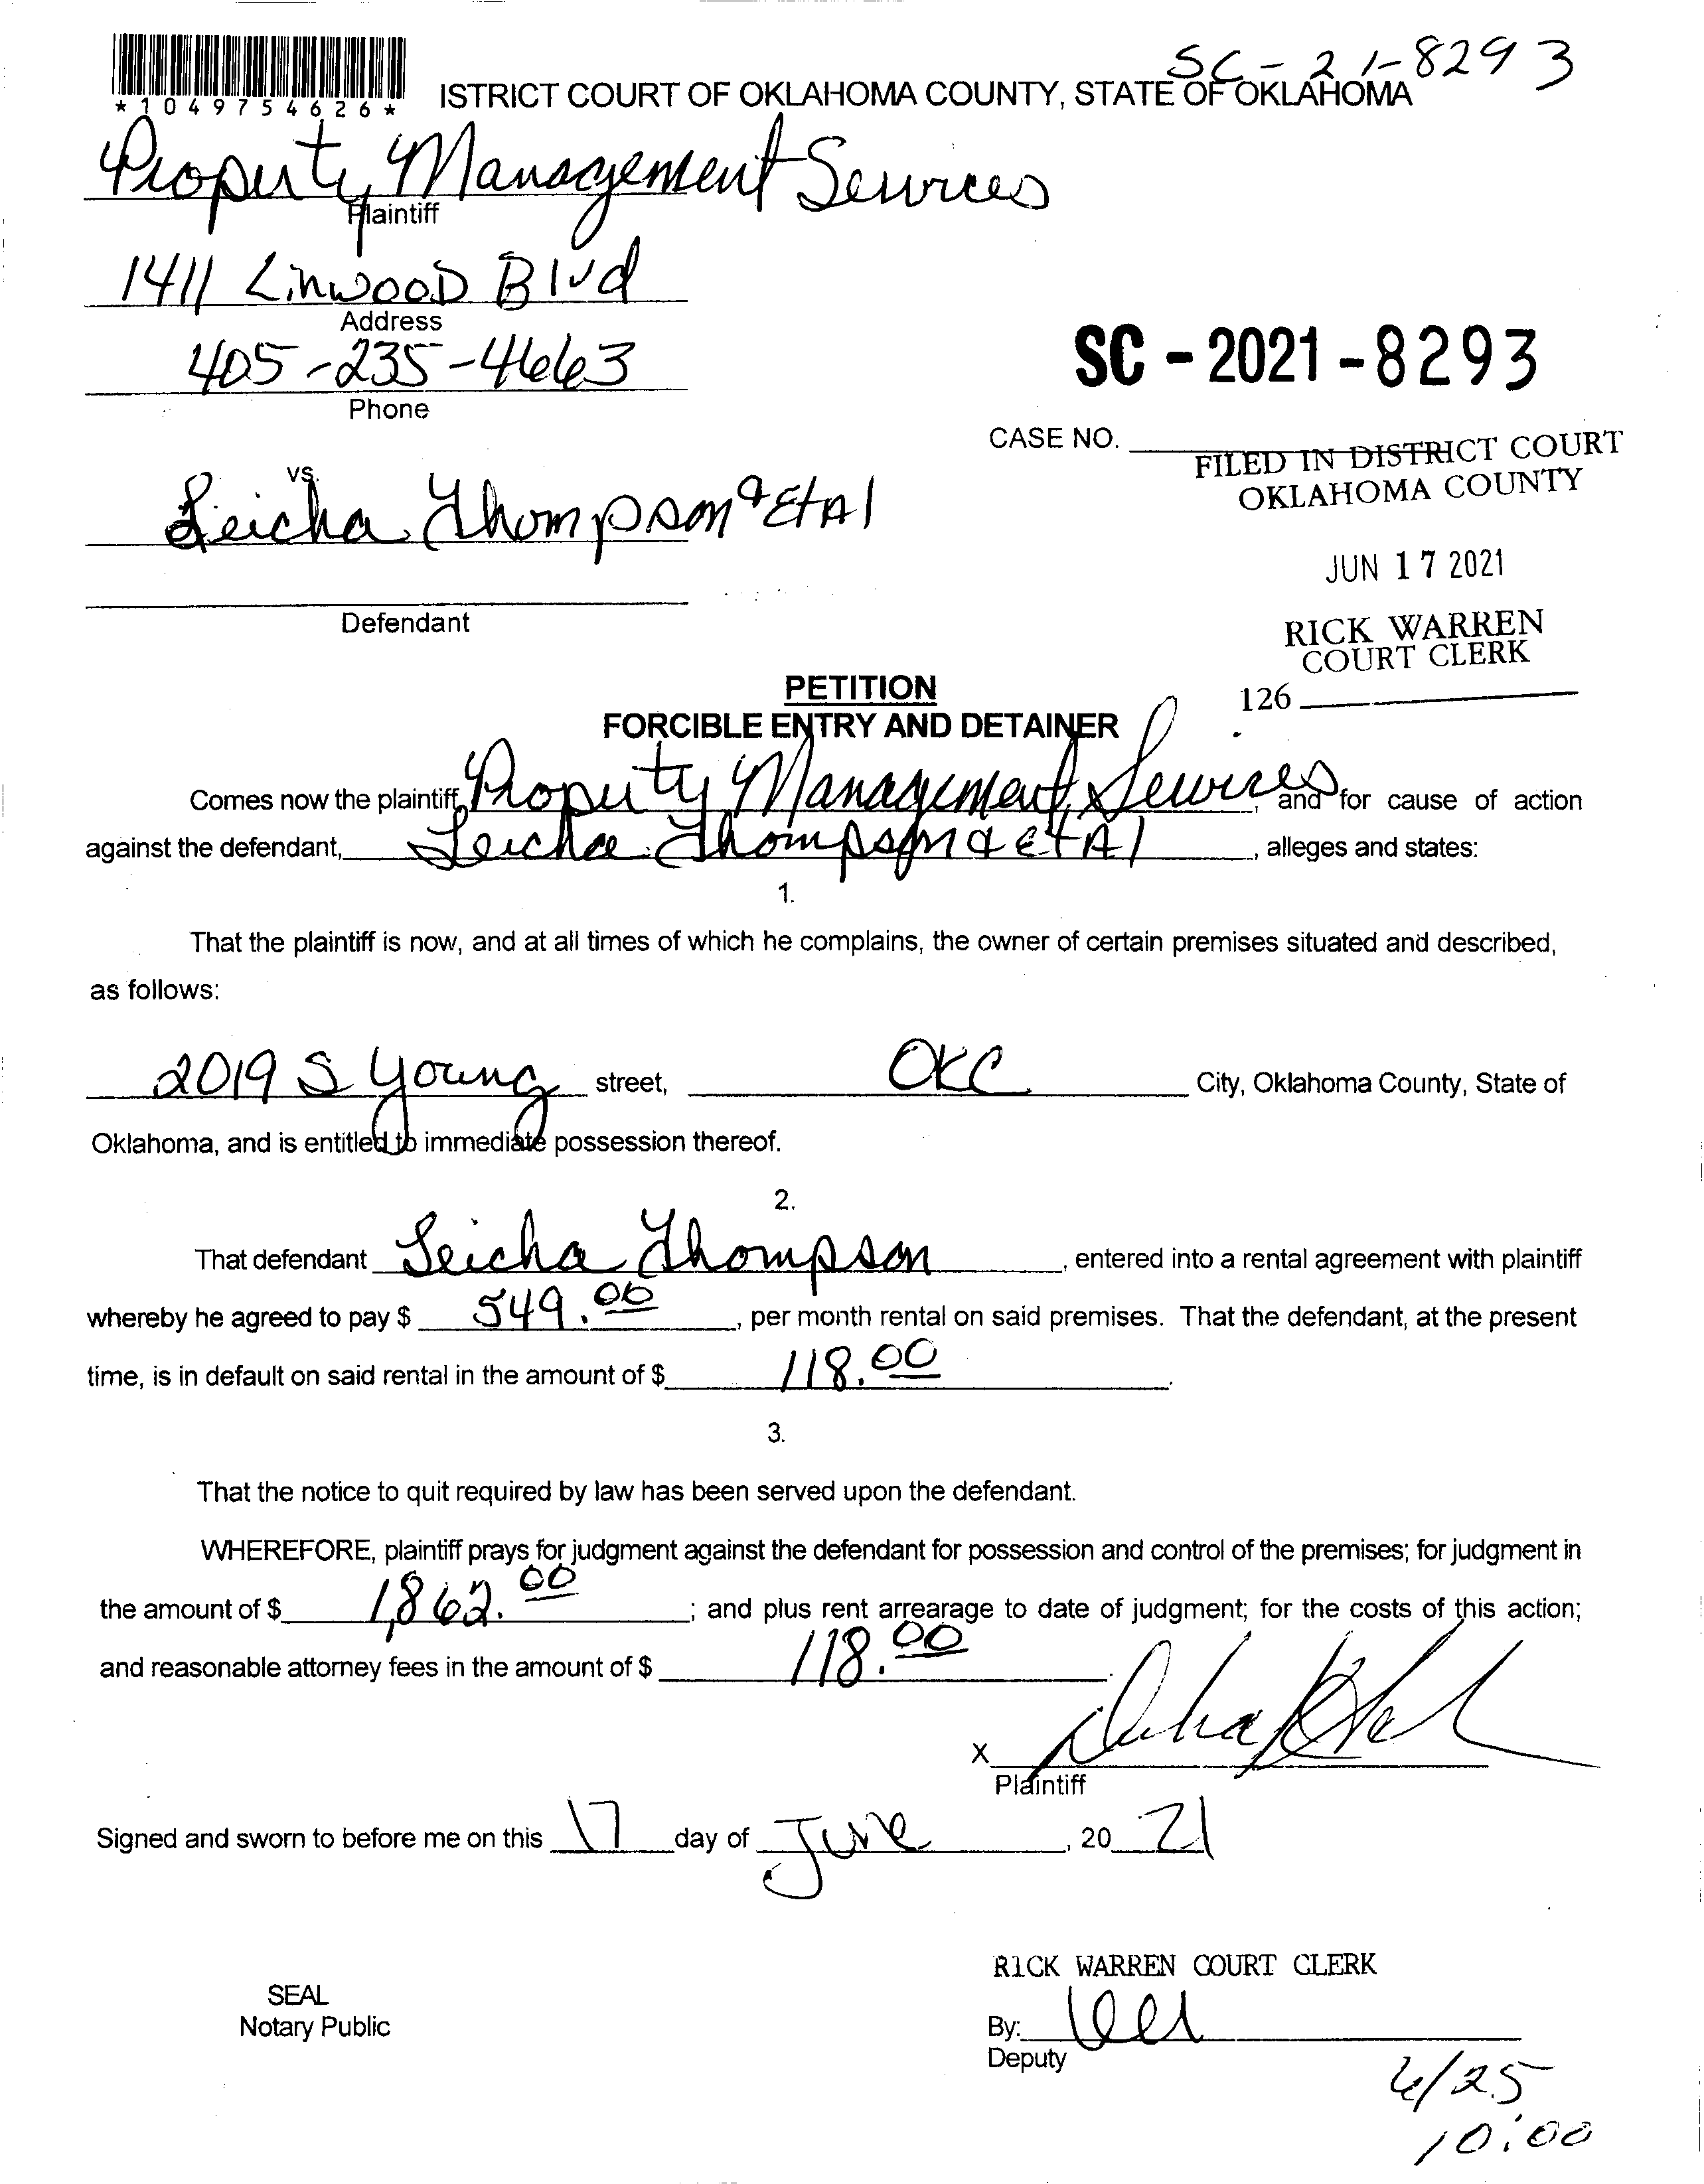 SC-21-8293
*1049754626*
ISTRICT COURT OF OKLAHOMA COUNTY, STATE OF OKLAHOMA
Property Management Services
Plaintiff
1411 Linwood Blvd
Address
405-235-4663
Phone
SC-2021-8293
CASE NO.
FILED IN DISTRICT COURT
OKLAHOMA COUNTY
vs.
Leicha Thompson & EtAl
JUN 17 2021
Defendant
RICK WARREN
COURT CLERK
126
PETITION
FORCIBLE ENTRY AND DETAINER
Comes now the plaintiff, Property Management Services, and for cause of action
against the defendant, Leicha Thompson & EtAl, alleges and states:
1.
That the plaintiff is now, and at all times of which he complains, the owner of certain premises situated and described,
as follows:
2019 S Young street, OKC City, Oklahoma County, State of
Oklahoma, and is entitled to immediate possession thereof.
2.
That defendant Leicha Thompson, entered into a rental agreement with plaintiff
whereby he agreed to pay $ 549.00, per month rental on said premises. That the defendant, at the present
time, is in default on said rental in the amount of $ 118.00.
3.
That the notice to quit required by law has been served upon the defendant.
WHEREFORE, plaintiff prays for judgment against the defendant for possession and control of the premises; for judgment in
the amount of $ 1,862.00; and plus rent arrearage to date of judgment; for the costs of this action;
and reasonable attorney fees in the amount of $ 118.00.
X
Plaintiff
Signed and sworn to before me on this 17 day of June, 20 21
RICK WARREN COURT CLERK
SEAL
Notary Public
By:
Deputy
6/25
10:00